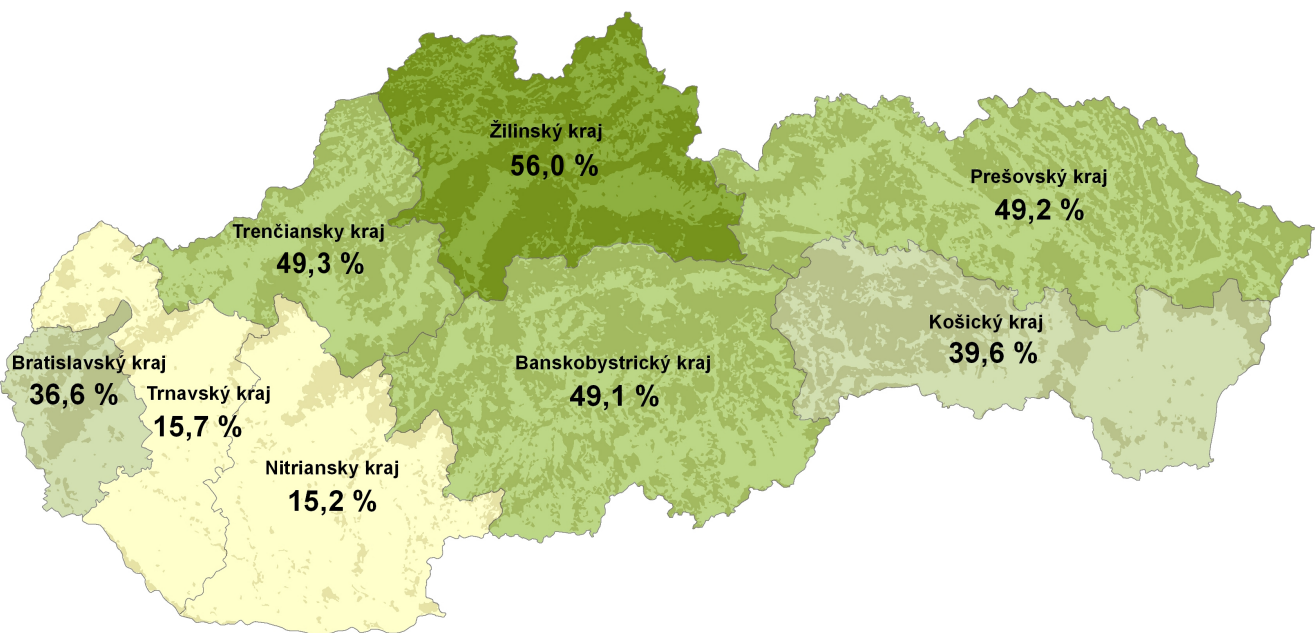 Žilinský kraj
56,0 %
Prešovský kraj
49,2 %
Trenčiansky kraj
49,3 %
Košický kraj
39,6 %
Bratislavský kraj
36,6 %
Banskobystrický kraj
49,1 %
Trnavský kraj
15,7 %
Nitriansky kraj
15,2 %